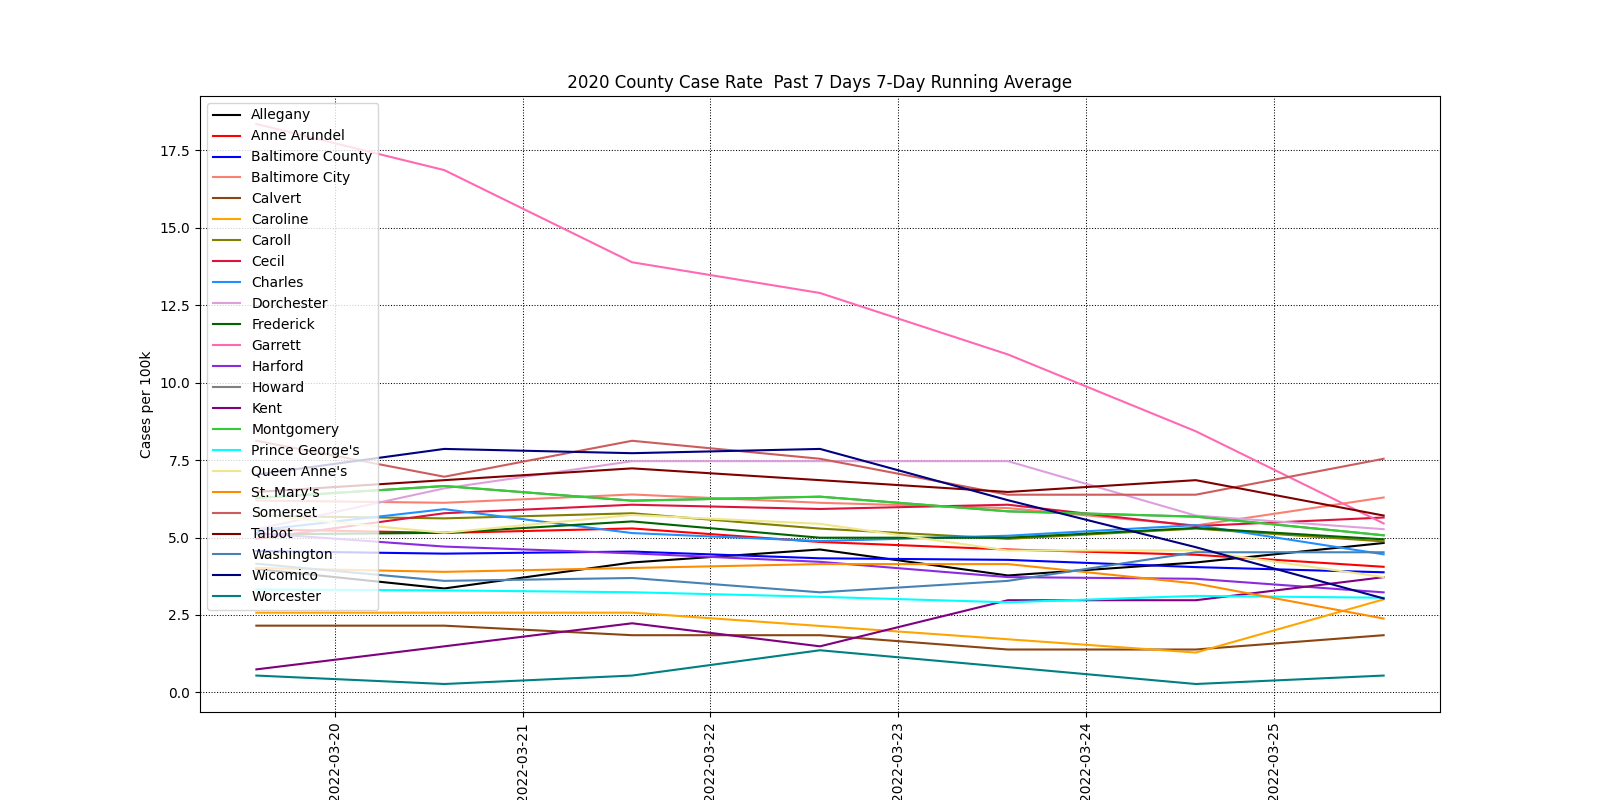 2020 County Case Rate  Past 7 Days 7-Day Running Average
Cases per 100k
17.5
15.0
12.5
10.0
7.5
5.0
2.5
0.0
Allegany
Anne Arundel
Baltimore County
Baltimore City
Calvert
Caroline
Caroll
Cecil
Charles
Dorchester
Frederick
Garrett
Harford
Howard
Kent
Montgomery
Prince George's
Queen Anne's
St. Mary's
Somerset
Talbot
Washington
Wicomico
Worcester
2022-03-20
2022-03-21
2022-03-22
2022-03-23
2022-03-24
2022-03-25